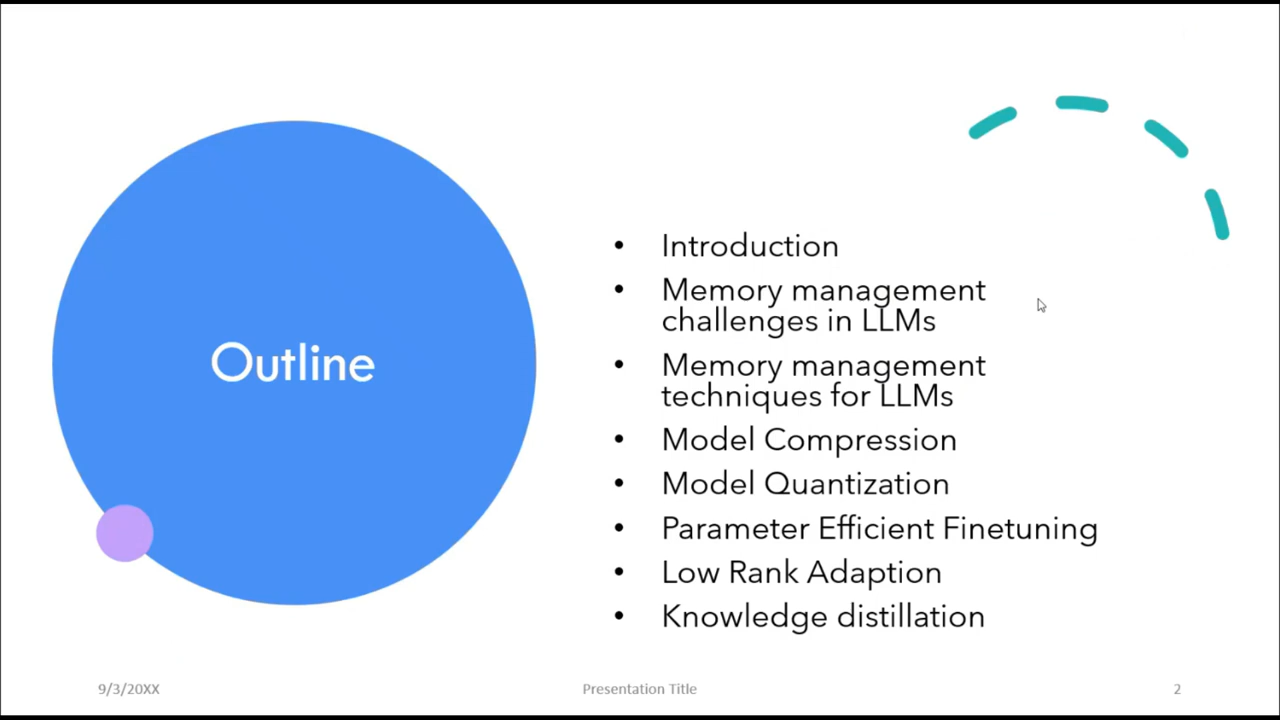 Outline
• Introduction
• Memory management
challenges in LLMs
• Memory management
techniques for LLMs
• Model Compression
• Model Quantization
• Parameter Efficient Finetuning
• Low Rank Adaption
• Knowledge distillation
9/3/20XX
Presentation Title
2